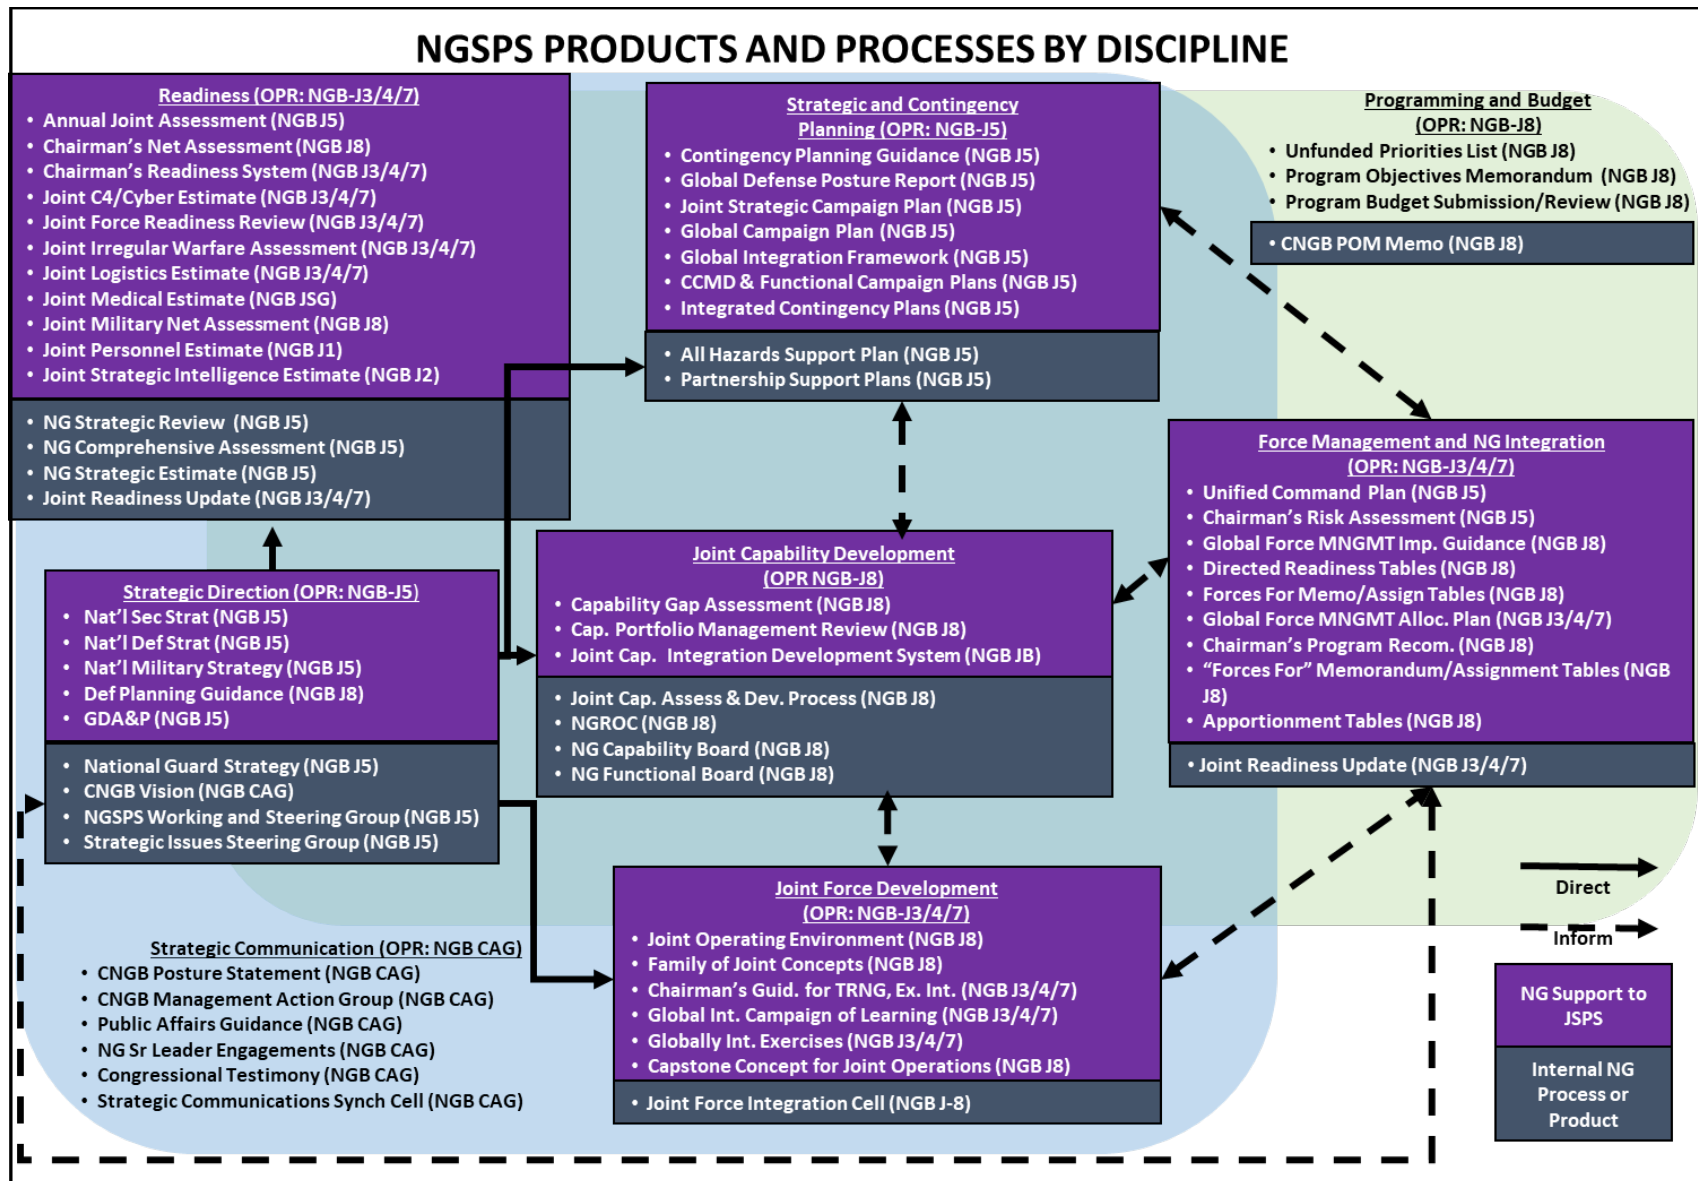 NGSPS PRODUCTS AND PROCESSES BY DISCIPLINE
Readiness (OPR: NGB-J3/4/7)
• Annual Joint Assessment (NGB J5)
• Chairman's Net Assessment (NGB J8)
• Chairman's Readiness System (NGB J3/4/7)
• Joint C4/Cyber Estimate (NGB J3/4/7)
• Joint Force Readiness Review (NGB J3/4/7)
• Joint Irregular Warfare Assessment (NGB J3/4/7)
• Joint Logistics Estimate (NGB J3/4/7)
• Joint Medical Estimate (NGB JSG)
• Joint Military Net Assessment (NGB J8)
• Joint Personnel Estimate (NGB J1)
• Joint Strategic Intelligence Estimate (NGB J2)
• NG Strategic Review (NGB J5)
• NG Comprehensive Assessment (NGB J5)
• NG Strategic Estimate (NGB J5)
• Joint Readiness Update (NGB J3/4/7)
Strategic and Contingency
Planning (OPR: NGB-J5)
• Contingency Planning Guidance (NGB J5)
• Global Defense Posture Report (NGB J5)
• Joint Strategic Campaign Plan (NGB J5)
• Global Campaign Plan (NGB J5)
• Global Integration Framework (NGB J5)
• CCMD & Functional Campaign Plans (NGB J5)
• Integrated Contingency Plans (NGB J5)
• All Hazards Support Plan (NGB J5)
• Partnership Support Plans (NGB J5)
Programming and Budget
(OPR: NGB-J8)
• Unfunded Priorities List (NGB J8)
• Program Objectives Memorandum (NGB J8)
• Program Budget Submission/Review (NGB J8)
• CNGB POM Memo (NGB J8)
Strategic Direction (OPR: NGB-J5)
• Nat'l Sec Strat (NGB J5)
• Nat'l Def Strat (NGB J5)
• Nat'l Military Strategy (NGB J5)
• Def Planning Guidance (NGB J8)
• GDA&P (NGB J5)
• National Guard Strategy (NGB J5)
• CNGB Vision (NGB CAG)
• NGSPS Working and Steering Group (NGB J5)
• Strategic Issues Steering Group (NGB J5)
Joint Capability Development
(OPR NGB-J8)
• Capability Gap Assessment (NGB J8)
• Cap. Portfolio Management Review (NGB J8)
• Joint Cap. Integration Development System (NGB JB)
• Joint Cap. Assess & Dev. Process (NGB J8)
• NGROC (NGB J8)
• NG Capability Board (NGB J8)
• NG Functional Board (NGB J8)
Force Management and NG Integration
(OPR: NGB-J3/4/7)
• Unified Command Plan (NGB J5)
• Chairman's Risk Assessment (NGB J5)
• Global Force MNGMT Imp. Guidance (NGB J8)
• Directed Readiness Tables (NGB J8)
• Forces For Memo/Assign Tables (NGB J8)
• Global Force MNGMT Alloc. Plan (NGB J3/4/7)
• Chairman's Program Recom. (NGB J8)
• "Forces For" Memorandum/Assignment Tables (NGB
J8)
• Apportionment Tables (NGB J8)
• Joint Readiness Update (NGB J3/4/7)
Joint Force Development
(OPR: NGB-J3/4/7)
• Joint Operating Environment (NGB J8)
• Family of Joint Concepts (NGB J8)
• Chairman's Guid. for TRNG, Ex. Int. (NGB J3/4/7)
• Global Int. Campaign of Learning (NGB J3/4/7)
• Globally Int. Exercises (NGB J3/4/7)
• Capstone Concept for Joint Operations (NGB J8)
• Joint Force Integration Cell (NGB J-8)
Strategic Communication (OPR: NGB CAG)
• CNGB Posture Statement (NGB CAG)
• CNGB Management Action Group (NGB CAG)
• Public Affairs Guidance (NGB CAG)
• NG Sr Leader Engagements (NGB CAG)
• Congressional Testimony (NGB CAG)
• Strategic Communications Synch Cell (NGB CAG)
Direct
Inform
NG Support to
JSPS
Internal NG
Process or
Product